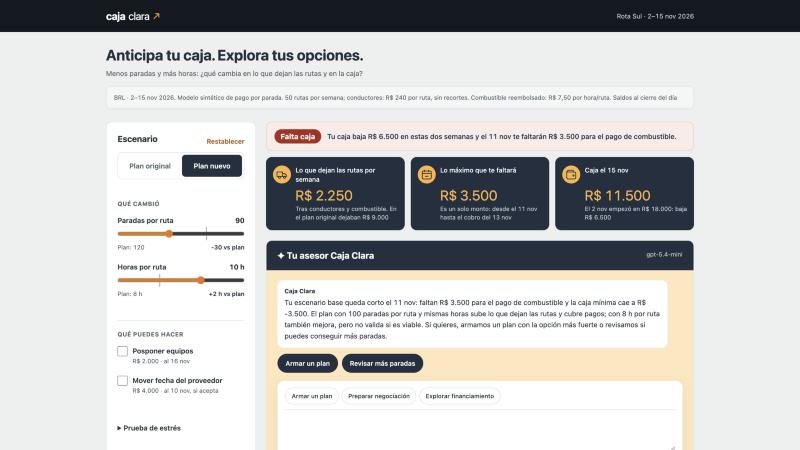 caja clara ↗
Rota Sul · 2–15 nov 2026
Anticipa tu caja. Explora tus opciones.
Menos paradas y más horas: ¿qué cambia en lo que dejan las rutas y en la caja?
BRL · 2–15 nov 2026. Modelo sintético de pago por parada. 50 rutas por semana; conductores: R$ 240 por ruta, sin recortes. Combustible reembolsado: R$ 7,50 por hora/ruta. Saldos al cierre del día
Escenario
Restablecer
Plan original
Plan nuevo
QUÉ CAMBIÓ
Paradas por ruta
90
Plan: 120
-30 vs plan
Horas por ruta
10 h
Plan: 8 h
+2 h vs plan
QUÉ PUEDES HACER
Posponer equipos
R$ 2.000 · al 16 nov
Mover fecha del proveedor
R$ 4.000 · al 10 nov, si acepta
▸ Prueba de estrés
Falta caja
Tu caja baja R$ 6.500 en estas dos semanas y el 11 nov te faltarán R$ 3.500 para el pago de combustible.
Lo que dejan las rutas por
semana
R$ 2.250
Tras conductores y combustible. En
el plan original dejaban R$ 9.000
Lo máximo que te faltará
R$ 3.500
Es un solo monto: desde el 11 nov
hasta el cobro del 13 nov
Caja el 15 nov
R$ 11.500
El 2 nov empezó en R$ 18.000: baja
R$ 6.500
✦ Tu asesor Caja Clara
gpt-5.4-mini
Caja Clara
Tu escenario base queda corto el 11 nov: faltan R$ 3.500 para el pago de combustible y la caja mínima cae a R$
-3.500. El plan con 100 paradas por ruta y mismas horas sube lo que dejan las rutas y cubre pagos; con 8 h por ruta
también mejora, pero no valida si es viable. Si quieres, armamos un plan con la opción más fuerte o revisamos si
puedes conseguir más paradas.
Armar un plan
Revisar más paradas
Armar un plan
Preparar negociación
Explorar financiamiento